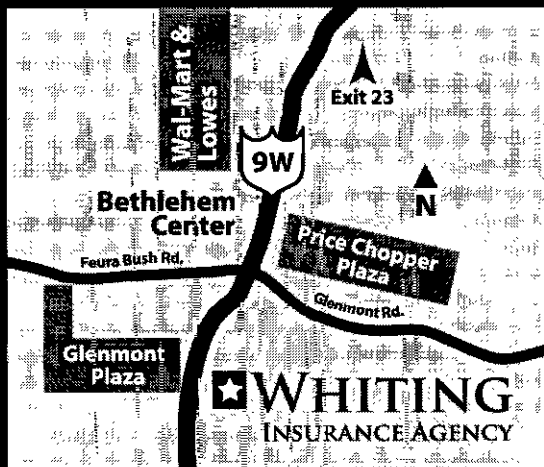 Wal-Mart &
Lowes
Exit 23
9W
N
Bethlehem
Center
Feura Bush Rd.
Price Chopper
Plaza
Glenmont Rd.
Glenmont
Plaza
WHITING
INSURANCE AGENCY